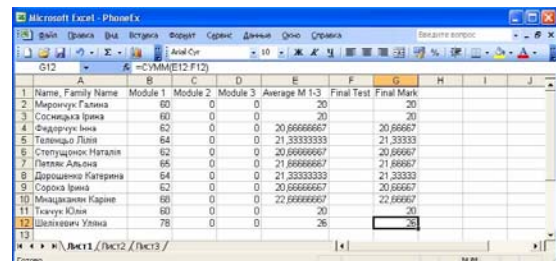 Microsoft Excel - PhoneEx
Файл Правка Вид Вставка Формат Сервис Данные Окно Справка Введите вопрос
Arial Cyr 10 Ж К Ч
G12 =СУММ(E12:F12)
A B C D E F G H I J
1 Name, Family Name Module 1 Module 2 Module 3 Average M 1-3 Final Test Final Mark
2 Мирончук Галина 60 0 0 20 20
3 Сосницька Ірина 60 0 0 20 20
4 Федорчук Інна 62 0 0 20,66666667 20,66667
5 Теленцьо Лілія 64 0 0 21,33333333 21,33333
6 Степущонок Наталія 62 0 0 20,66666667 20,66667
7 Петляк Альона 65 0 0 21,66666667 21,66667
8 Дорошенко Катерина 64 0 0 21,33333333 21,33333
9 Сорока Ірина 62 0 0 20,66666667 20,66667
10 Мнацаканян Каріне 68 0 0 22,66666667 22,66667
11 Ткачук Юлія 60 0 0 20 20
12 Шеліхевич Уляна 78 0 0 26 26
13
Лист1 Лист2 Лист3
Готово NUM